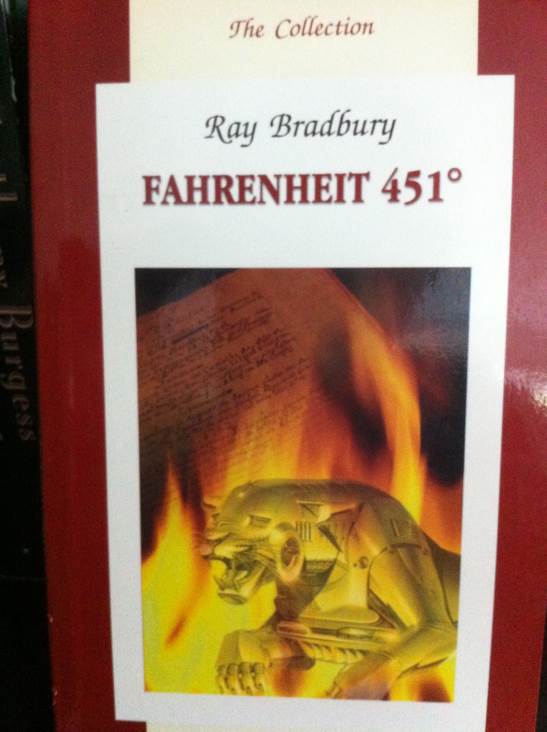 The Collection
Ray Bradbury
FAHRENHEIT 451°
Burgess